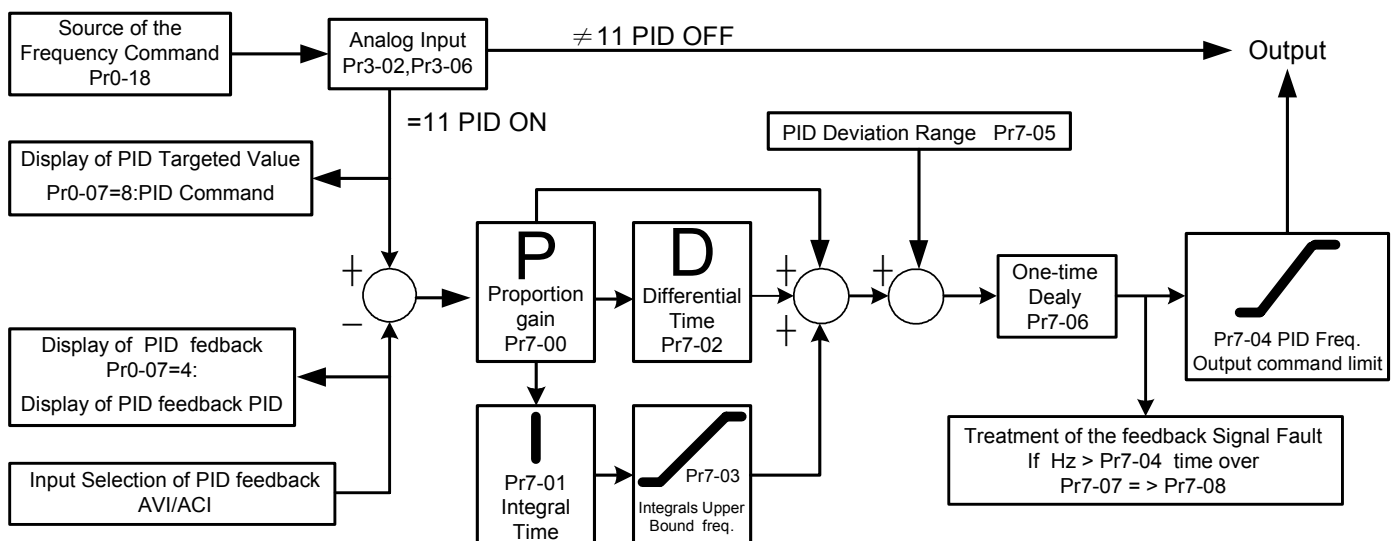 Source of the
Frequency Command
Pr0-18
Analog Input
Pr3-02,Pr3-06
≠11 PID OFF
Output
=11 PID ON
PID Deviation Range Pr7-05
Display of PID Targeted Value
Pr0-07=8:PID Command
+
−
P
Proportion
gain
Pr7-00
D
Differential
Time
Pr7-02
+
+
+
One-time
Dealy
Pr7-06
Pr7-04 PID Freq.
Output command limit
Display of PID fedback
Pr0-07=4:
Display of PID feedback PID
I
Pr7-01
Integral
Time
Pr7-03
Integrals Upper
Bound freq.
Treatment of the feedback Signal Fault
If Hz > Pr7-04 time over
Pr7-07 = > Pr7-08
Input Selection of PID feedback
AVI/ACI